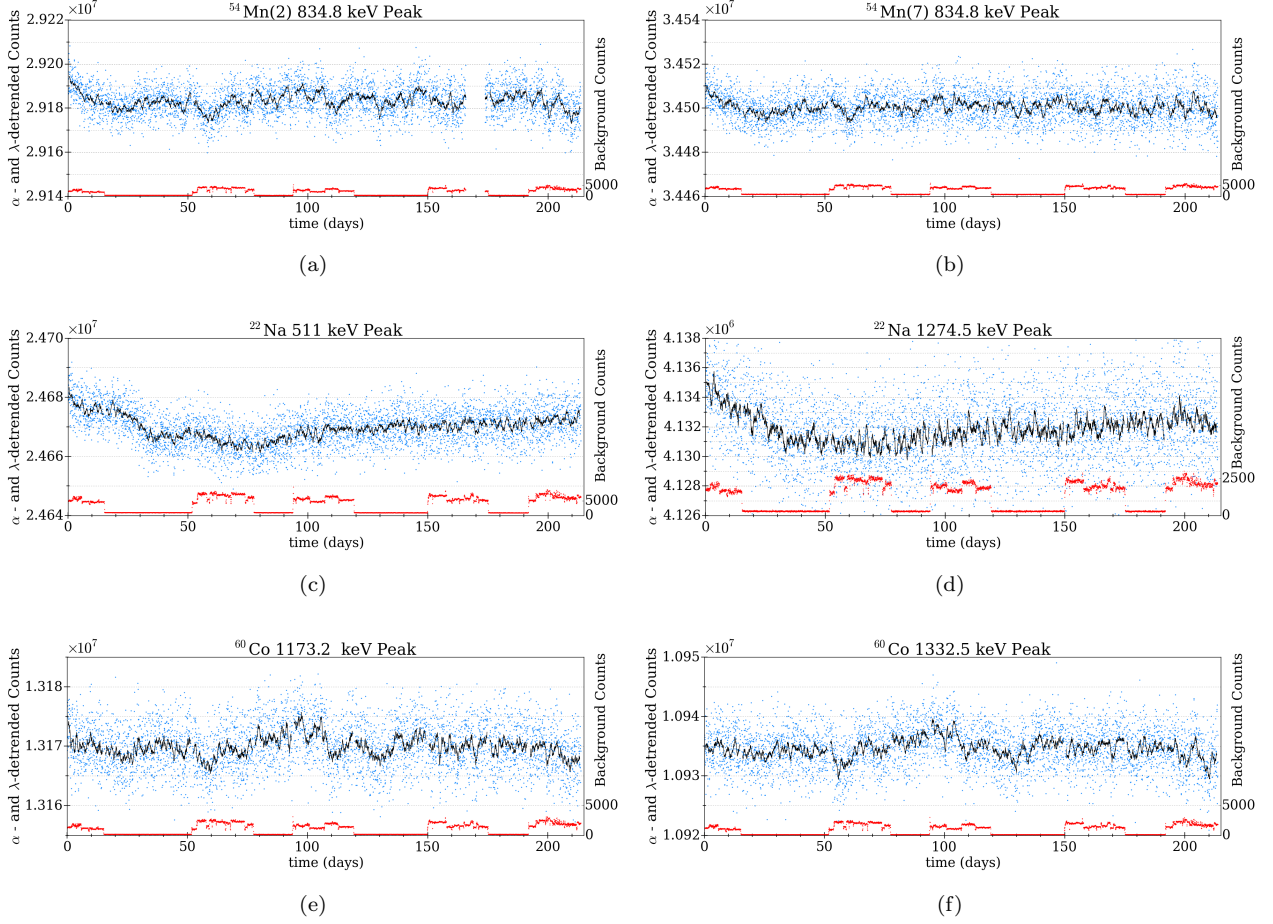 ×10⁷ ⁵⁴Mn(2) 834.8 keV Peak
α - and λ-detrended Counts
2.922
2.920
2.918
2.916
2.914
Background Counts
5000
0
0 50 100 150 200
time (days)
(a)
×10⁷ ⁵⁴Mn(7) 834.8 keV Peak
α - and λ-detrended Counts
3.454
3.452
3.450
3.448
3.446
Background Counts
5000
0
0 50 100 150 200
time (days)
(b)
×10⁷ ²²Na 511 keV Peak
α - and λ-detrended Counts
2.470
2.468
2.466
2.464
Background Counts
5000
0
0 50 100 150 200
time (days)
(c)
×10⁶ ²²Na 1274.5 keV Peak
α - and λ-detrended Counts
4.138
4.136
4.134
4.132
4.130
4.128
4.126
Background Counts
2500
0
0 50 100 150 200
time (days)
(d)
×10⁷ ⁶⁰Co 1173.2 keV Peak
α - and λ-detrended Counts
1.318
1.317
1.316
Background Counts
5000
0
0 50 100 150 200
time (days)
(e)
×10⁷ ⁶⁰Co 1332.5 keV Peak
α - and λ-detrended Counts
1.095
1.094
1.093
1.092
Background Counts
5000
0
0 50 100 150 200
time (days)
(f)